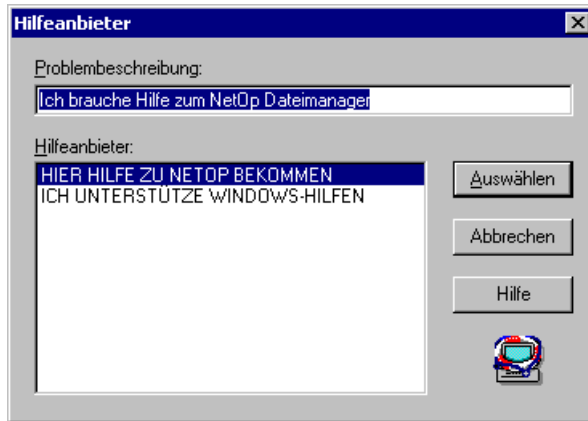 Hilfeanbieter
Problembeschreibung:
Ich brauche Hilfe zum NetOp Dateimanager
Hilfeanbieter:
HIER HILFE ZU NETOP BEKOMMEN
ICH UNTERSTÜTZE WINDOWS-HILFEN
Auswählen
Abbrechen
Hilfe